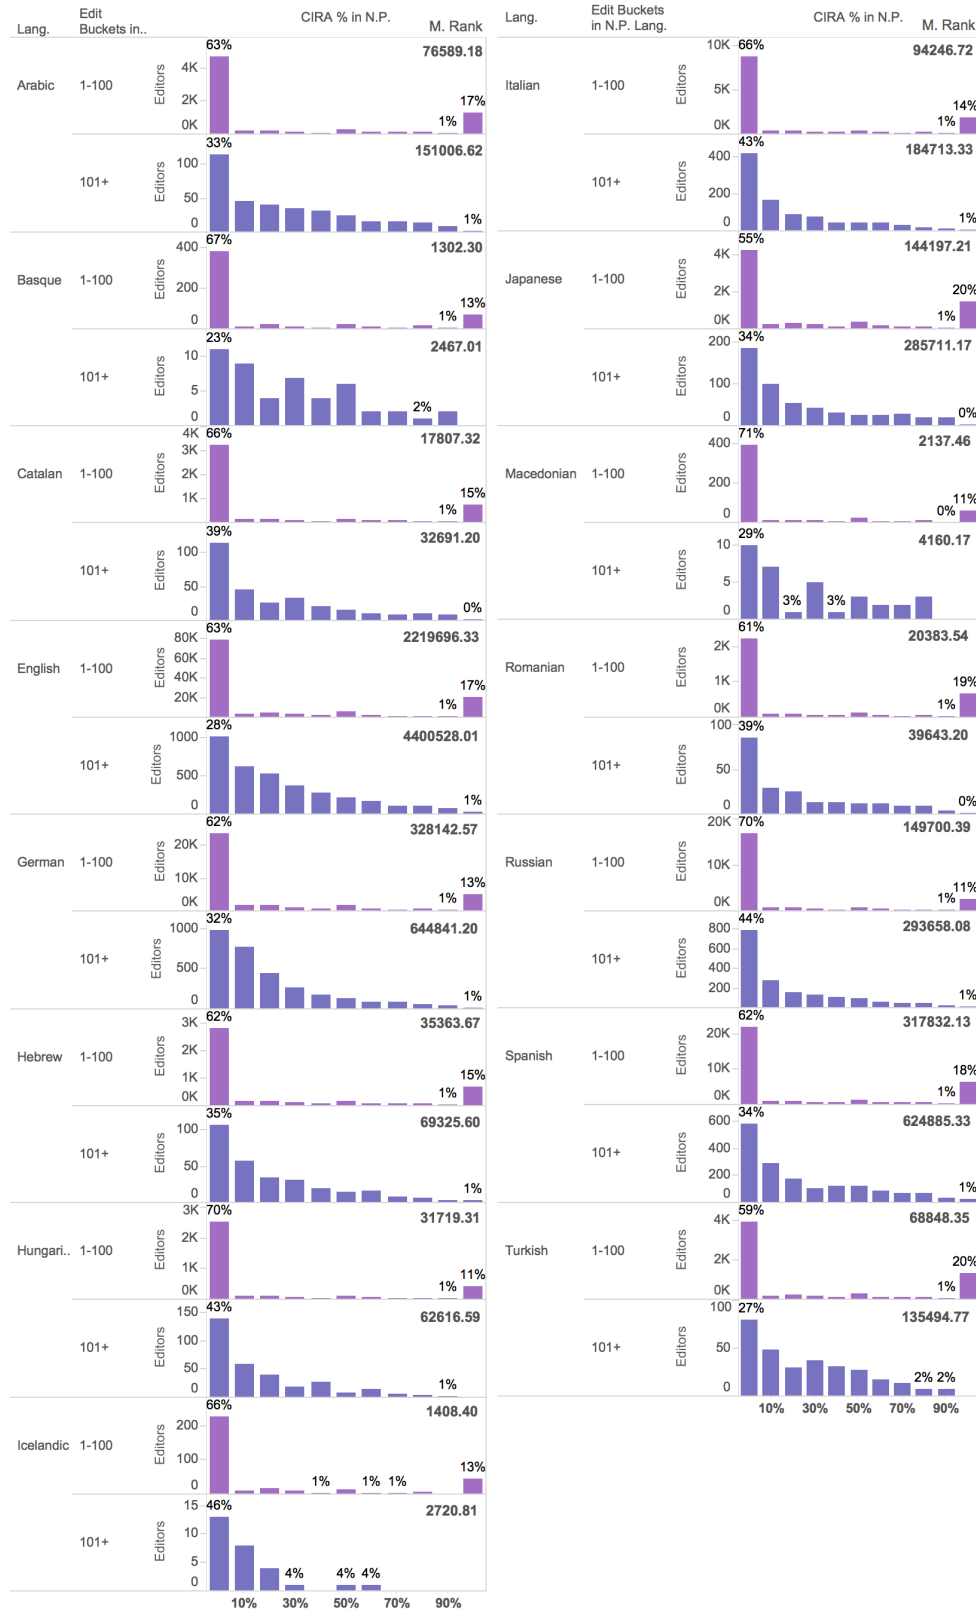 Lang.
Edit
Buckets in..
CIRA % in N.P.
M. Rank
Arabic
1-100
Editors
4K
2K
0K
63%
76589.18
1%
17%
101+
Editors
100
50
0
33%
151006.62
1%
Basque
1-100
Editors
400
200
0
67%
1302.30
1%
13%
101+
Editors
10
5
0
23%
2467.01
2%
Catalan
1-100
Editors
4K
3K
2K
1K
66%
17807.32
1%
15%
101+
Editors
100
50
0
39%
32691.20
0%
English
1-100
Editors
80K
60K
40K
20K
63%
2219696.33
1%
17%
101+
Editors
1000
500
0
28%
4400528.01
1%
German
1-100
Editors
20K
10K
0K
62%
328142.57
1%
13%
101+
Editors
1000
500
0
32%
644841.20
1%
Hebrew
1-100
Editors
3K
2K
1K
0K
62%
35363.67
1%
15%
101+
Editors
100
50
0
35%
69325.60
1%
Hungari..
1-100
Editors
3K
2K
1K
0K
70%
31719.31
1%
11%
101+
Editors
150
100
50
0
43%
62616.59
1%
Icelandic
1-100
Editors
200
100
0
66%
1408.40
1%
1%
1%
13%
101+
Editors
15
10
5
0
46%
2720.81
4%
4%
4%
10%
30%
50%
70%
90%
Lang.
Edit Buckets
in N.P. Lang.
CIRA % in N.P.
M. Rank
Italian
1-100
Editors
10K
5K
0K
66%
94246.72
1%
14%
101+
Editors
400
200
0
43%
184713.33
1%
Japanese
1-100
Editors
4K
2K
0K
55%
144197.21
1%
20%
101+
Editors
200
100
0
34%
285711.17
0%
Macedonian
1-100
Editors
400
200
0
71%
2137.46
0%
11%
101+
Editors
10
5
0
29%
4160.17
3%
3%
Romanian
1-100
Editors
2K
1K
0K
61%
20383.54
1%
19%
101+
Editors
100
50
0
39%
39643.20
0%
Russian
1-100
Editors
20K
10K
0K
70%
149700.39
1%
11%
101+
Editors
800
600
400
200
44%
293658.08
1%
Spanish
1-100
Editors
20K
10K
0K
62%
317832.13
1%
18%
101+
Editors
600
400
200
0
34%
624885.33
1%
Turkish
1-100
Editors
4K
2K
0K
59%
68848.35
1%
20%
101+
Editors
100
50
0
27%
135494.77
2%
2%
10%
30%
50%
70%
90%